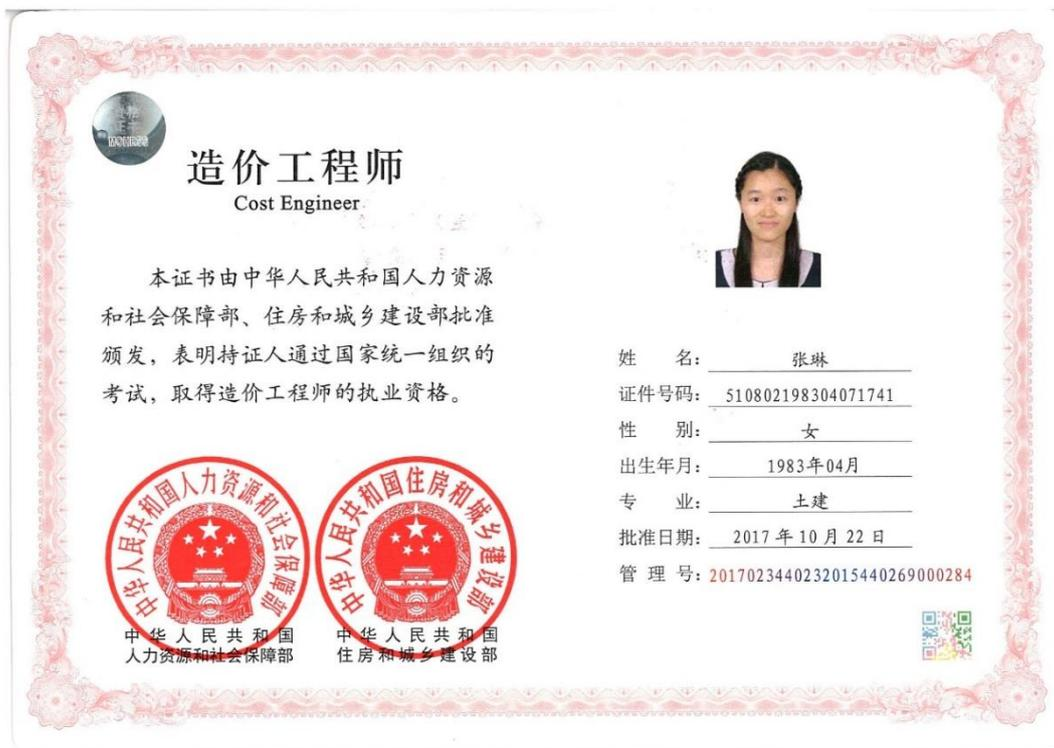 造价工程师
Cost Engineer
本证书由中华人民共和国人力资源
和社会保障部、住房和城乡建设部批准
颁发，表明持证人通过国家统一组织的
考试，取得造价工程师的执业资格。
中华人民共和国人力资源和社会保障部
中华人民共和国住房和城乡建设部
中华人民共和国
人力资源和社会保障部
中华人民共和国
住房和城乡建设部
姓 名： 张琳
证件号码： 510802198304071741
性 别： 女
出生年月： 1983年04月
专 业： 土建
批准日期： 2017 年 10 月 22 日
管 理 号： 2017023440232015440269000284